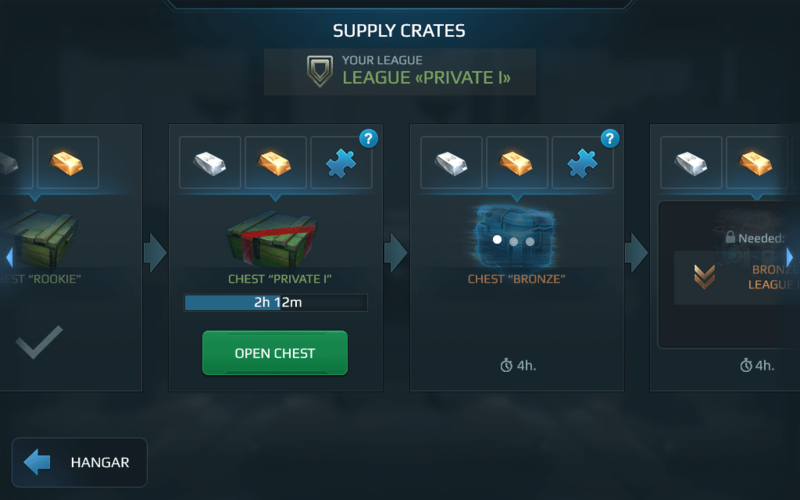 SUPPLY CRATES
YOUR LEAGUE
LEAGUE «PRIVATE I»
?
?
Needed:
EST "ROOKIE"
CHEST "PRIVATE I"
CHEST "BRONZE"
BRONZ
LEAGUE I
2h 12m
OPEN CHEST
4h.
4h.
HANGAR